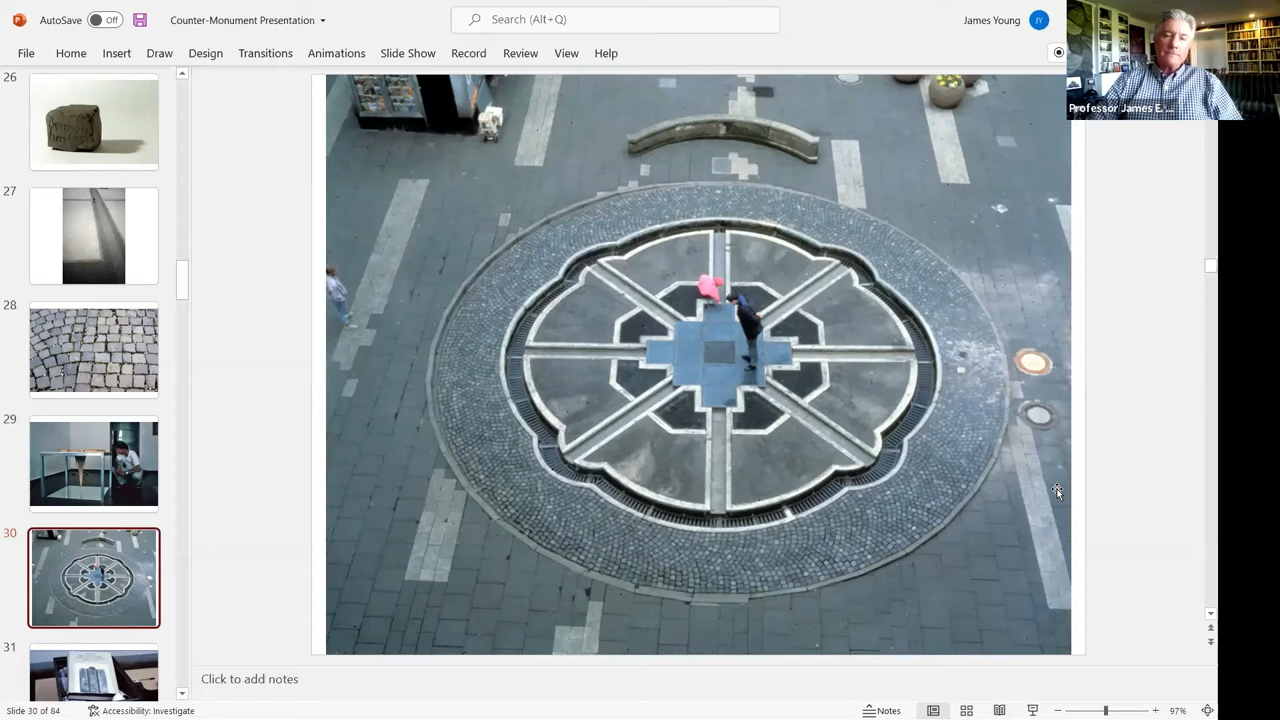 AutoSave Off Counter-Monument Presentation Search (Alt+Q) James Young JY
File Home Insert Draw Design Transitions Animations Slide Show Record Review View Help
Professor James E. ...
26
27
28
29
30
31
Click to add notes
Slide 30 of 84 Accessibility: Investigate Notes 97%